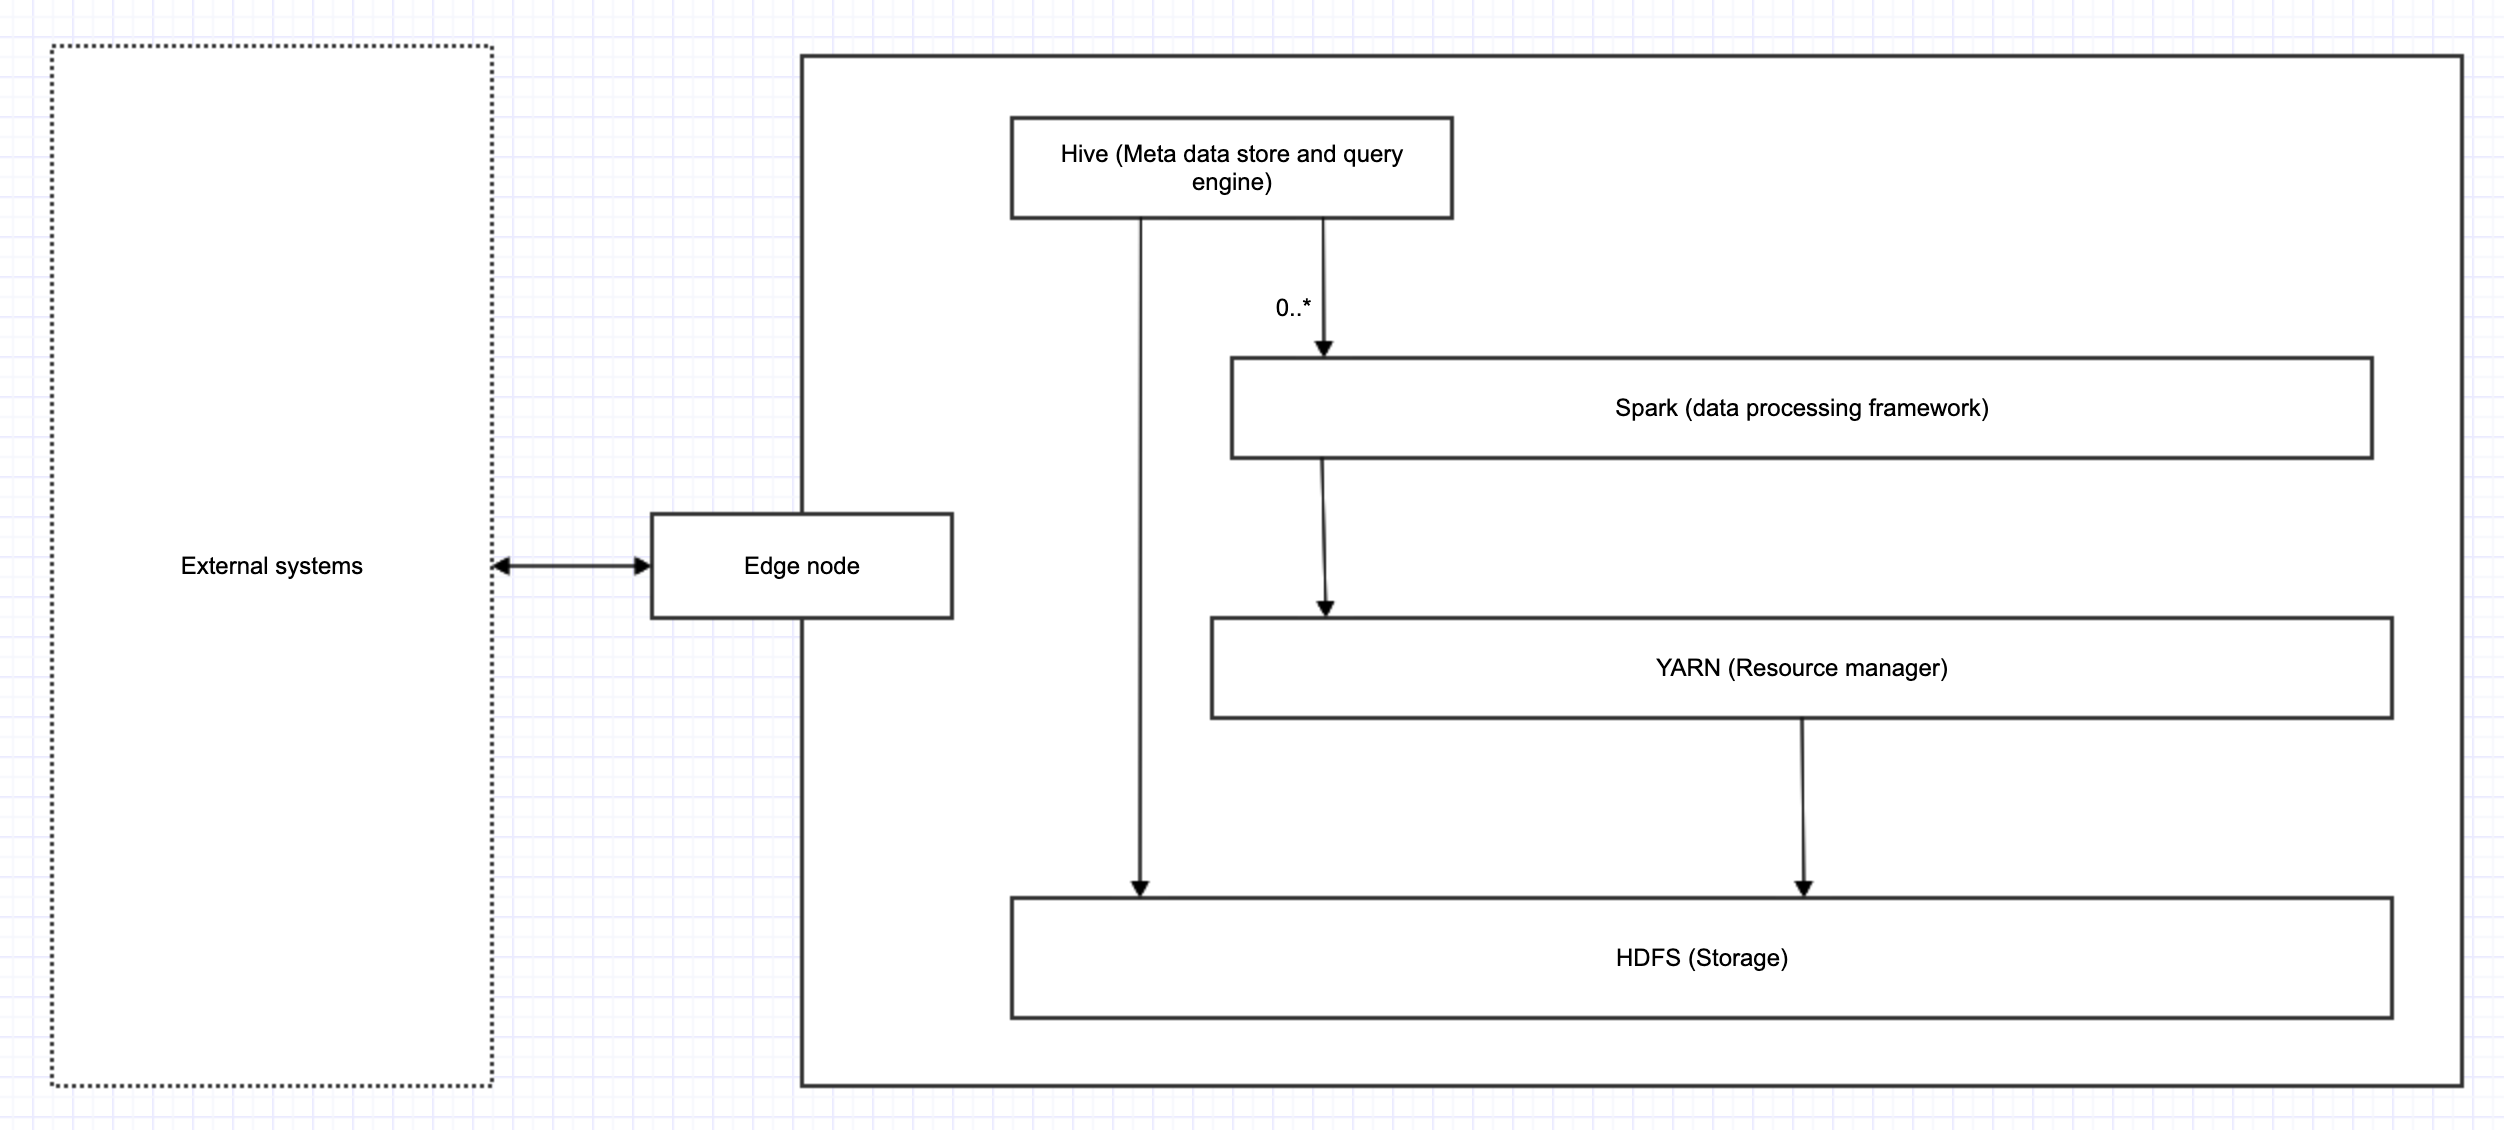 Hive (Meta data store and query
engine)
0..*
Spark (data processing framework)
External systems
Edge node
YARN (Resource manager)
HDFS (Storage)